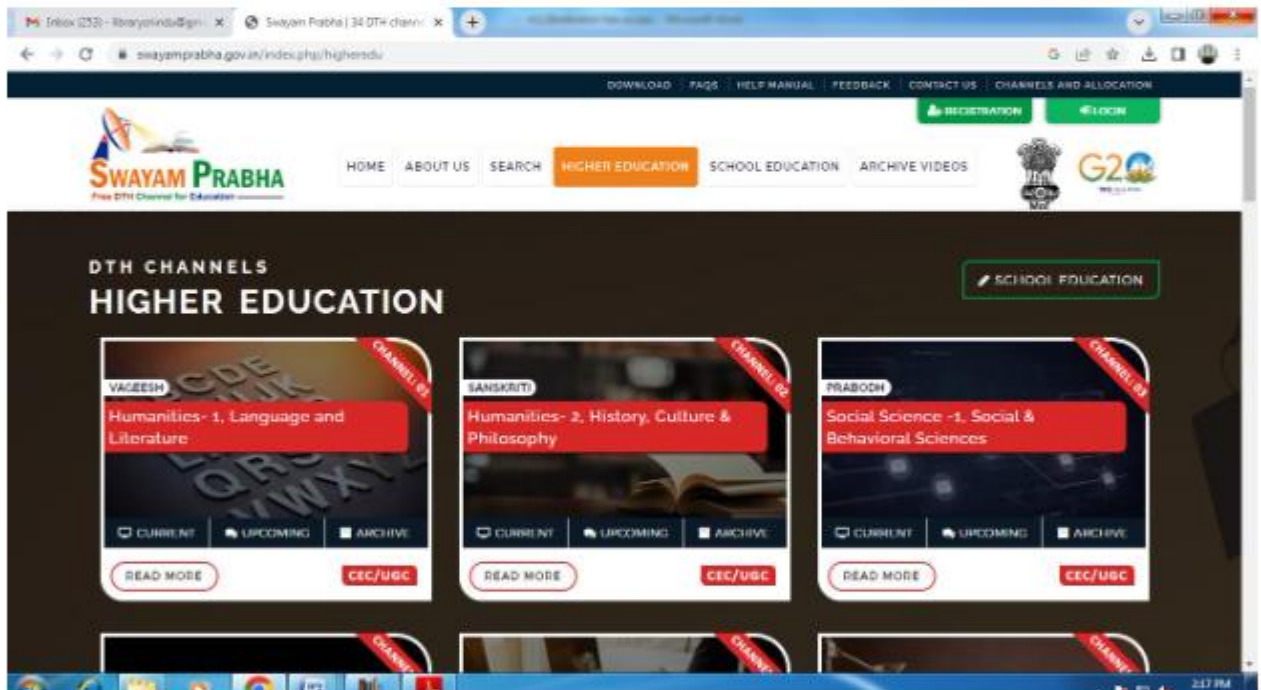 Swayam Prabha | 34 DTH channe
swayamprabha.gov.in/index.php/higheredu
DOWNLOAD FAQS HELP MANUAL FEEDBACK CONTACT US CHANNELS AND ALLOCATION
REGISTRATION LOGIN
SWAYAM PRABHA
Free DTH Channel for Education
HOME ABOUT US SEARCH HIGHER EDUCATION SCHOOL EDUCATION ARCHIVE VIDEOS
G20
DTH CHANNELS
HIGHER EDUCATION
SCHOOL EDUCATION
CHANNEL: 01
VAGEESH
Humanities- 1, Language and
Literature
CURRENT UPCOMING ARCHIVE
READ MORE CEC/UGC
CHANNEL: 02
SANSKRITI
Humanities- 2, History, Culture &
Philosophy
CURRENT UPCOMING ARCHIVE
READ MORE CEC/UGC
CHANNEL: 03
PRABODH
Social Science -1, Social &
Behavioral Sciences
CURRENT UPCOMING ARCHIVE
READ MORE CEC/UGC
2:17 PM